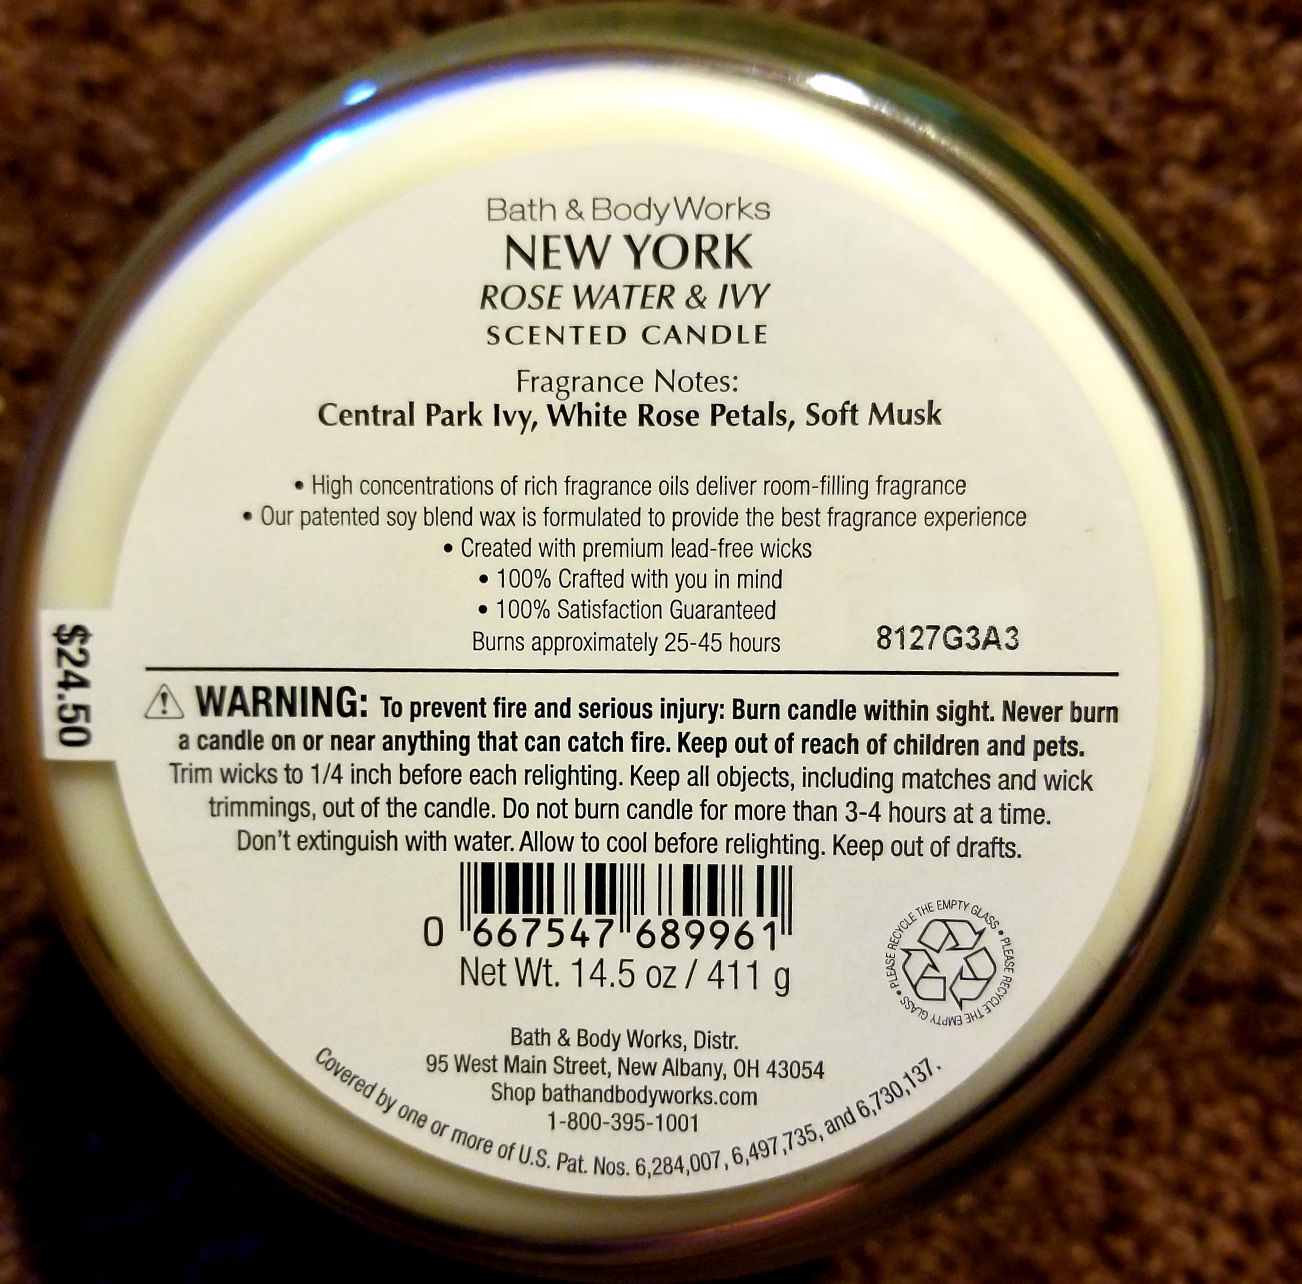 Bath & Body Works
NEW YORK
ROSE WATER & IVY
SCENTED CANDLE
Fragrance Notes:
Central Park Ivy, White Rose Petals, Soft Musk
• High concentrations of rich fragrance oils deliver room-filling fragrance
• Our patented soy blend wax is formulated to provide the best fragrance experience
• Created with premium lead-free wicks
• 100% Crafted with you in mind
• 100% Satisfaction Guaranteed
Burns approximately 25-45 hours
8127G3A3
$24.50
⚠ WARNING: To prevent fire and serious injury: Burn candle within sight. Never burn
a candle on or near anything that can catch fire. Keep out of reach of children and pets.
Trim wicks to 1/4 inch before each relighting. Keep all objects, including matches and wick
trimmings, out of the candle. Do not burn candle for more than 3-4 hours at a time.
Don't extinguish with water. Allow to cool before relighting. Keep out of drafts.
0 667547 689961
Net Wt. 14.5 oz / 411 g
• PLEASE RECYCLE THE EMPTY GLASS • PLEASE RECYCLE THE EMPTY GLASS
Bath & Body Works, Distr.
95 West Main Street, New Albany, OH 43054
Shop bathandbodyworks.com
1-800-395-1001
Covered by one or more of U.S. Pat. Nos. 6,284,007, 6,497,735, and 6,730,137.